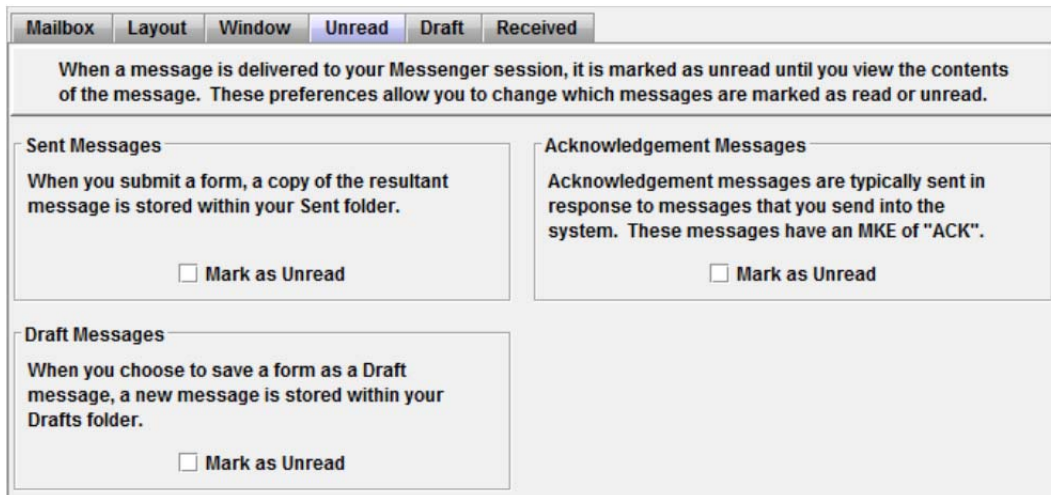 Mailbox Layout Window Unread Draft Received
When a message is delivered to your Messenger session, it is marked as unread until you view the contents
of the message. These preferences allow you to change which messages are marked as read or unread.
Sent Messages
When you submit a form, a copy of the resultant
message is stored within your Sent folder.
Mark as Unread
Acknowledgement Messages
Acknowledgement messages are typically sent in
response to messages that you send into the
system. These messages have an MKE of "ACK".
Mark as Unread
Draft Messages
When you choose to save a form as a Draft
message, a new message is stored within your
Drafts folder.
Mark as Unread